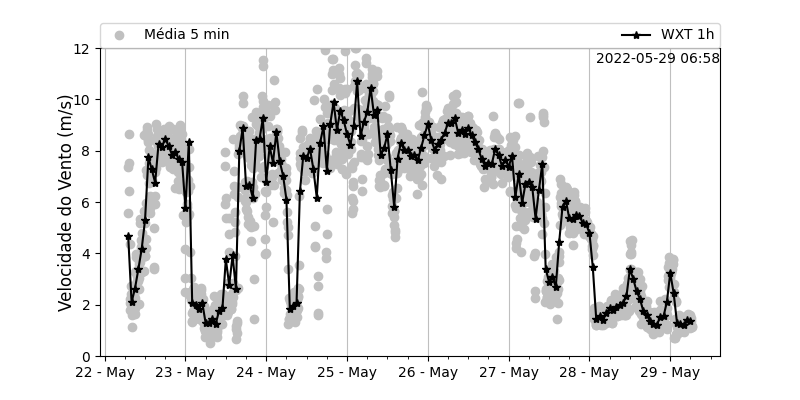 Média 5 min
WXT 1h
2022-05-29 06:58
Velocidade do Vento (m/s)
12
10
8
6
4
2
0
22 - May
23 - May
24 - May
25 - May
26 - May
27 - May
28 - May
29 - May